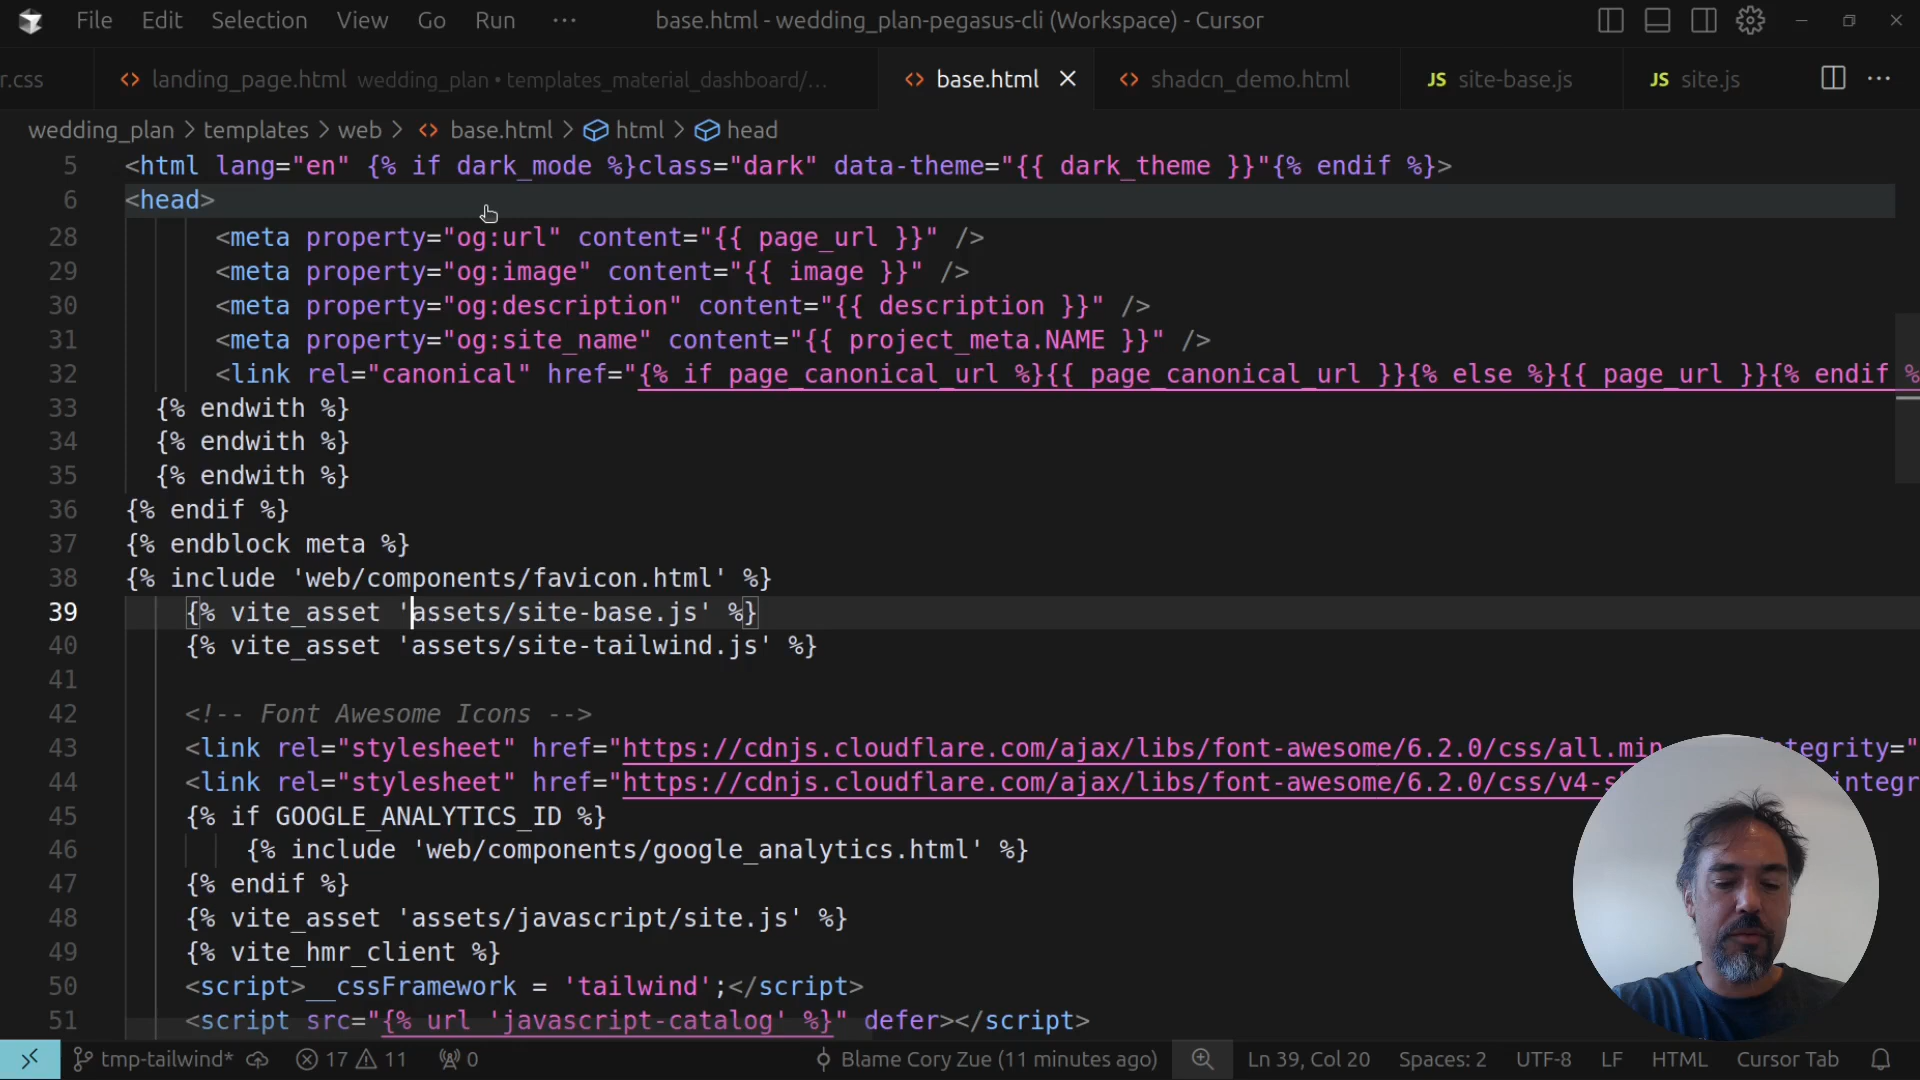 File Edit Selection View Go Run ··· base.html - wedding_plan-pegasus-cli (Workspace) - Cursor
r.css <> landing_page.html wedding_plan • templates_material_dashboard/... <> base.html <> shadcn_demo.html JS site-base.js JS site.js ···
wedding_plan > templates > web > <> base.html > html > head
5 <html lang="en" {% if dark_mode %}class="dark" data-theme="{{ dark_theme }}"{% endif %}>
6 <head>
28 <meta property="og:url" content="{{ page_url }}" />
29 <meta property="og:image" content="{{ image }}" />
30 <meta property="og:description" content="{{ description }}" />
31 <meta property="og:site_name" content="{{ project_meta.NAME }}" />
32 <link rel="canonical" href="{% if page_canonical_url %}{{ page_canonical_url }}{% else %}{{ page_url }}{% endif %
33 {% endwith %}
34 {% endwith %}
35 {% endwith %}
36 {% endif %}
37 {% endblock meta %}
38 {% include 'web/components/favicon.html' %}
39 {% vite_asset 'assets/site-base.js' %}
40 {% vite_asset 'assets/site-tailwind.js' %}
41
42 <!-- Font Awesome Icons -->
43 <link rel="stylesheet" href="https://cdnjs.cloudflare.com/ajax/libs/font-awesome/6.2.0/css/all.min integrity="
44 <link rel="stylesheet" href="https://cdnjs.cloudflare.com/ajax/libs/font-awesome/6.2.0/css/v4-s integr
45 {% if GOOGLE_ANALYTICS_ID %}
46 {% include 'web/components/google_analytics.html' %}
47 {% endif %}
48 {% vite_asset 'assets/javascript/site.js' %}
49 {% vite_hmr_client %}
50 <script>__cssFramework = 'tailwind';</script>
51 <script src="{% url 'javascript-catalog' %}" defer></script>
tmp-tailwind* 17 11 0 Blame Cory Zue (11 minutes ago) Ln 39, Col 20 Spaces: 2 UTF-8 LF HTML Cursor Tab